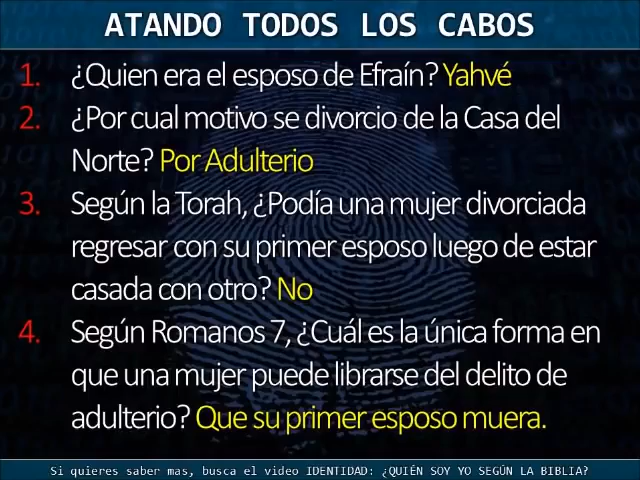 ATANDO TODOS LOS CABOS
1. ¿Quien era el esposo de Efraín? Yahvé
2. ¿Por cual motivo se divorcio de la Casa del
Norte? Por Adulterio
3. Según la Torah, ¿Podía una mujer divorciada
regresar con su primer esposo luego de estar
casada con otro? No
4. Según Romanos 7, ¿Cuál es la única forma en
que una mujer puede librarse del delito de
adulterio? Que su primer esposo muera.
Si quieres saber mas, busca el video IDENTIDAD: ¿QUIÉN SOY YO SEGÚN LA BIBLIA?